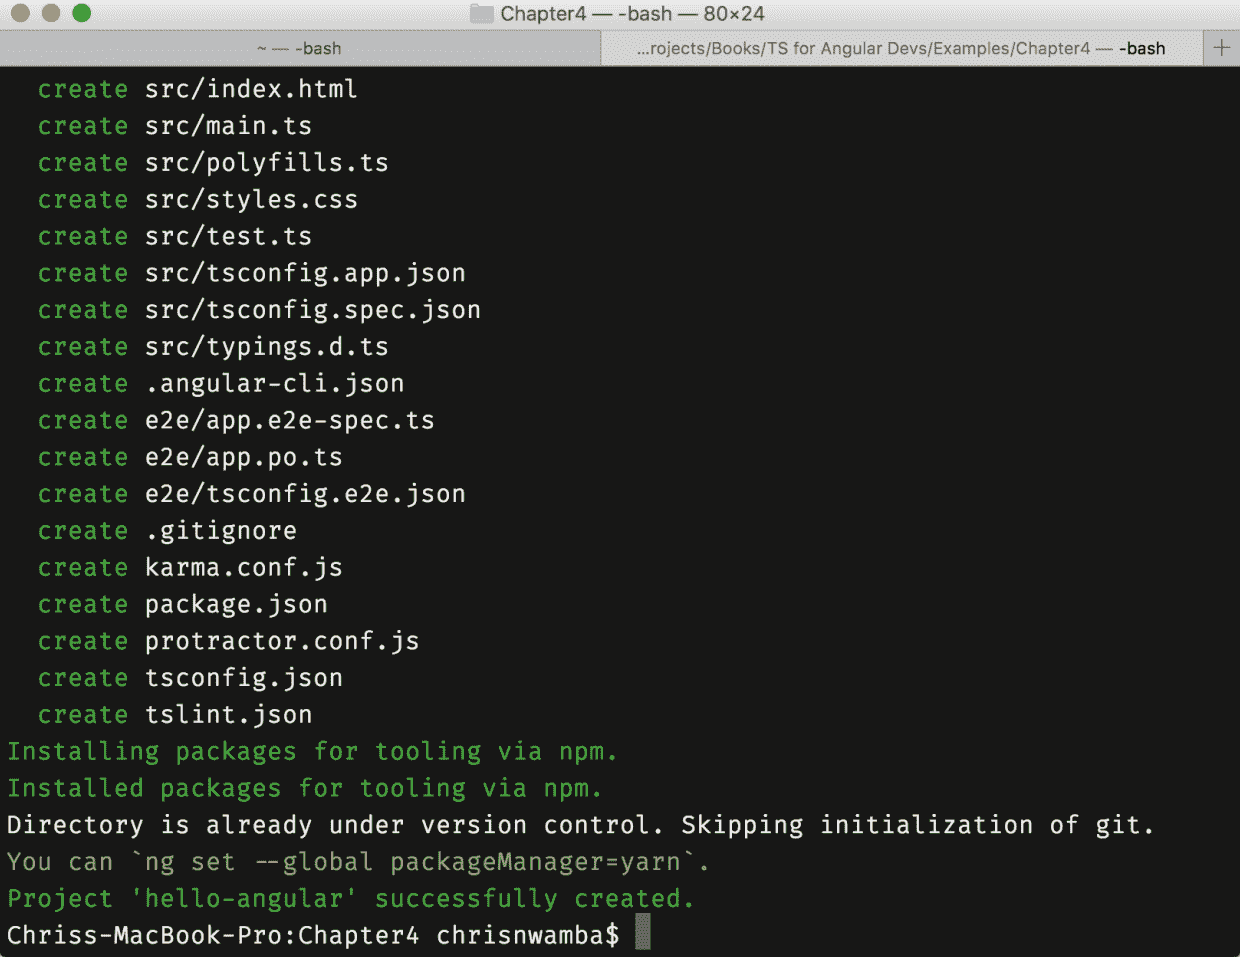 Chapter4 — -bash — 80×24
~ — -bash
...rojects/Books/TS for Angular Devs/Examples/Chapter4 — -bash
create src/index.html
create src/main.ts
create src/polyfills.ts
create src/styles.css
create src/test.ts
create src/tsconfig.app.json
create src/tsconfig.spec.json
create src/typings.d.ts
create .angular-cli.json
create e2e/app.e2e-spec.ts
create e2e/app.po.ts
create e2e/tsconfig.e2e.json
create .gitignore
create karma.conf.js
create package.json
create protractor.conf.js
create tsconfig.json
create tslint.json
Installing packages for tooling via npm.
Installed packages for tooling via npm.
Directory is already under version control. Skipping initialization of git.
You can `ng set --global packageManager=yarn`.
Project 'hello-angular' successfully created.
Chriss-MacBook-Pro:Chapter4 chrisnwamba$